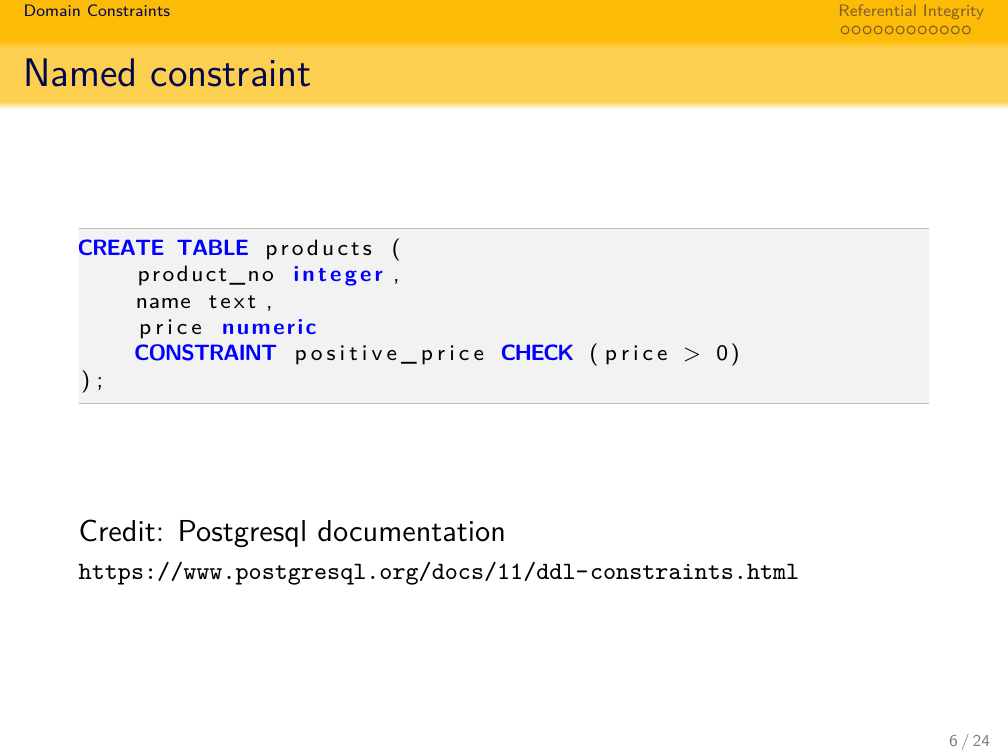 Domain Constraints
Referential Integrity
Named constraint
CREATE TABLE products (
product_no integer,
name text,
price numeric
CONSTRAINT positive_price CHECK (price > 0)
);
Credit: Postgresql documentation
https://www.postgresql.org/docs/11/ddl-constraints.html
6 / 24